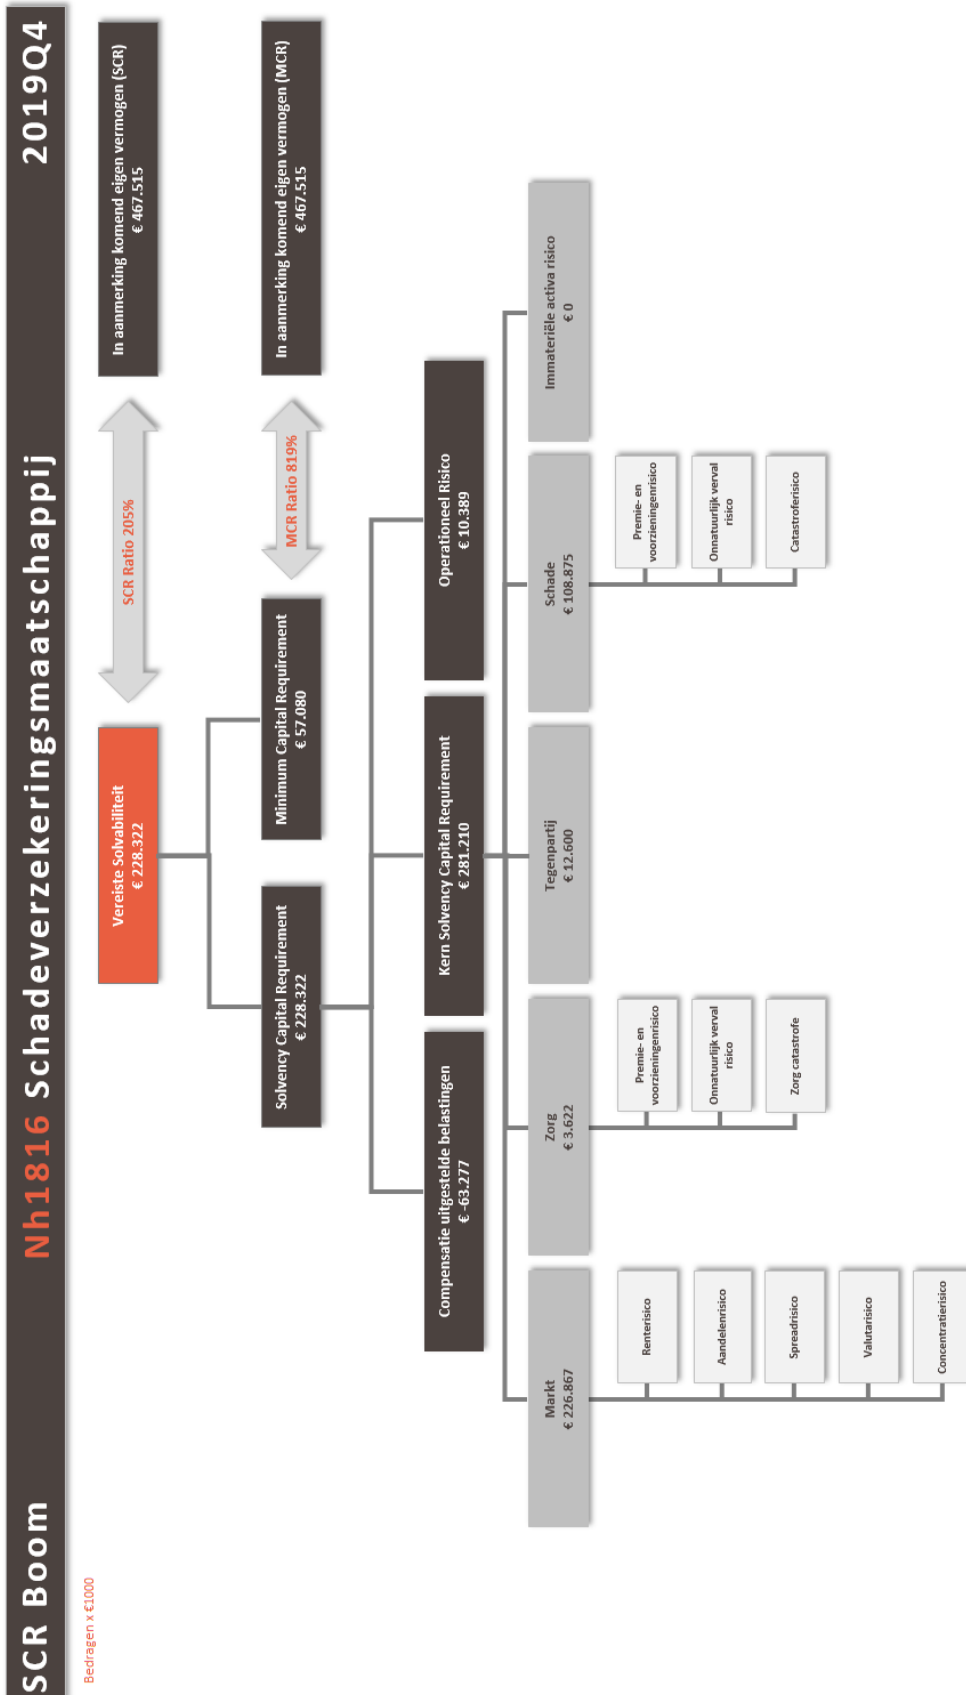 SCR Boom Nh1816 Schadeverzekeringsmaatschappij 2019Q4
Bedragen x €1000
Vereiste Solvabiliteit
€ 228.322
SCR Ratio 205%
In aanmerking komend eigen vermogen (SCR)
€ 467.515
Solvency Capital Requirement
€ 228.322
Minimum Capital Requirement
€ 57.080
MCR Ratio 819%
In aanmerking komend eigen vermogen (MCR)
€ 467.515
Compensatie uitgestelde belastingen
€ -63.277
Kern Solvency Capital Requirement
€ 281.210
Operationeel Risico
€ 10.389
Markt
€ 226.867
Zorg
€ 3.622
Tegenpartij
€ 12.600
Schade
€ 108.875
Immateriële activa risico
€ 0
Renterisico
Aandelenrisico
Spreadrisico
Valutarisico
Concentratierisico
Premie- en
voorzieningenrisico
Onnatuurlijk verval
risico
Zorg catastrofe
Premie- en
voorzieningenrisico
Onnatuurlijk verval
risico
Catastroferisico